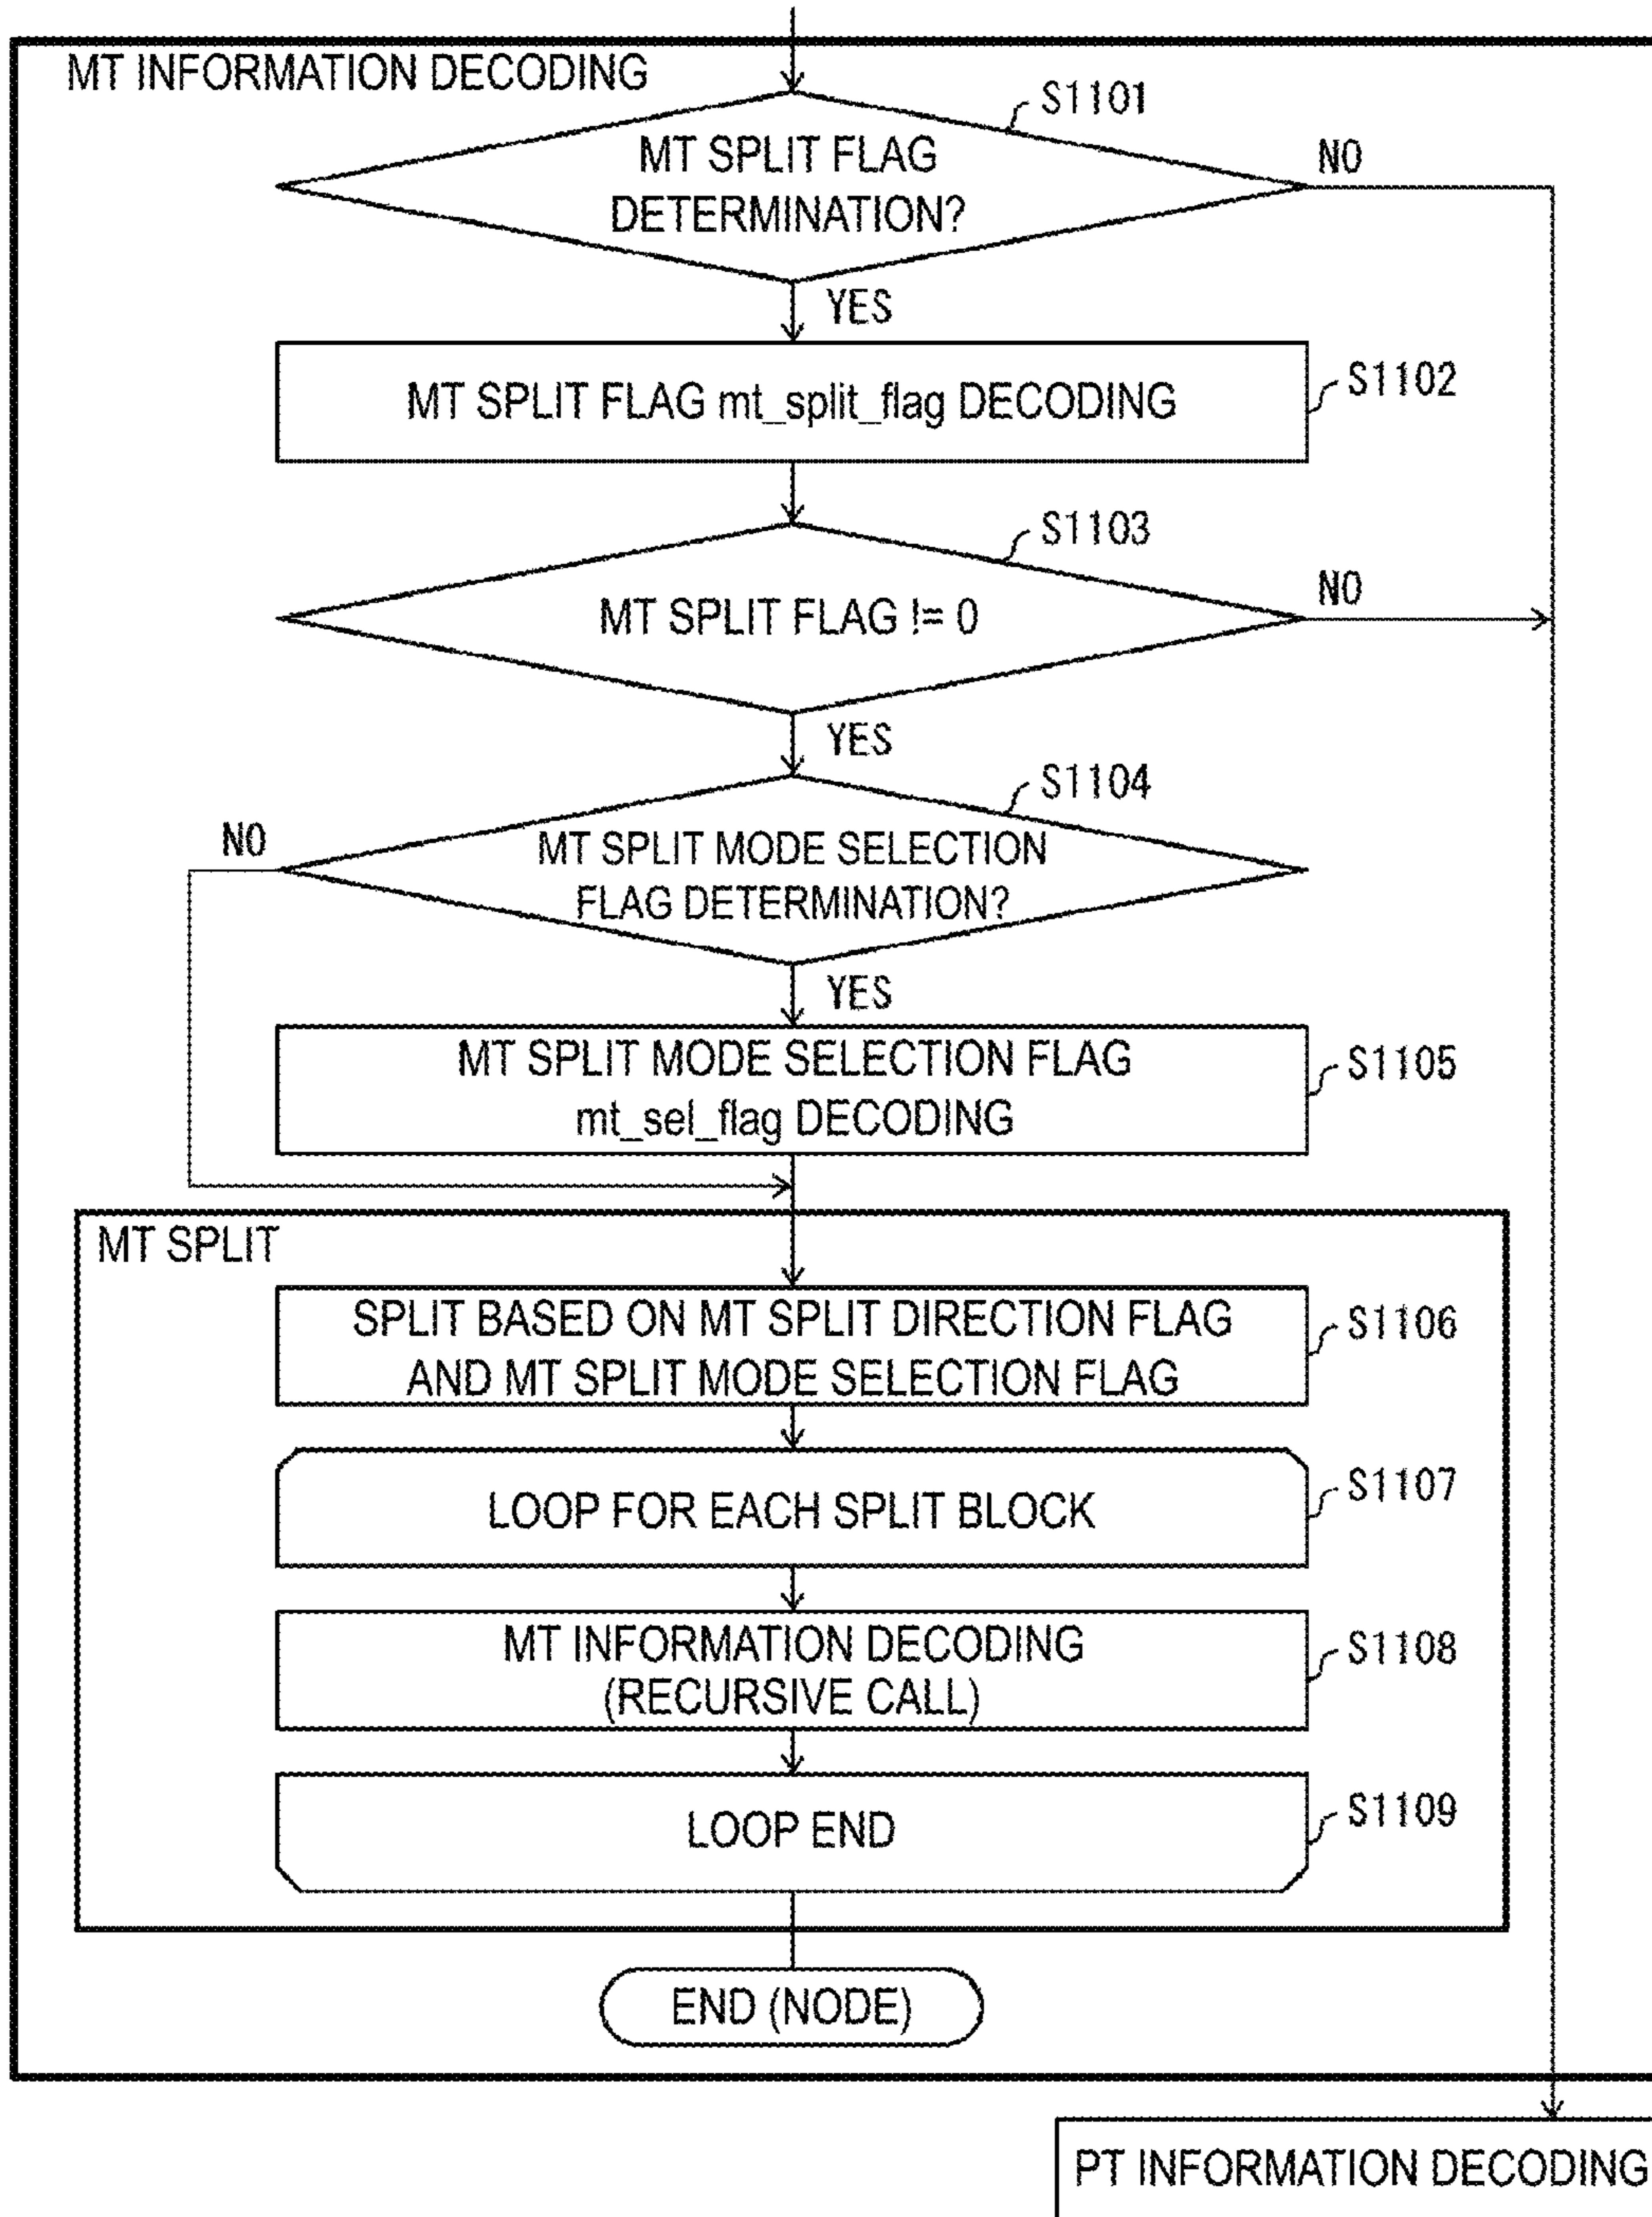 MT INFORMATION DECODING
S1101
MT SPLIT FLAG
DETERMINATION?
NO
YES
S1102
MT SPLIT FLAG mt_split_flag DECODING
S1103
MT SPLIT FLAG != 0
NO
YES
S1104
NO
MT SPLIT MODE SELECTION
FLAG DETERMINATION?
YES
MT SPLIT MODE SELECTION FLAG
mt_sel_flag DECODING
S1105
MT SPLIT
SPLIT BASED ON MT SPLIT DIRECTION FLAG
AND MT SPLIT MODE SELECTION FLAG
S1106
LOOP FOR EACH SPLIT BLOCK
S1107
MT INFORMATION DECODING
(RECURSIVE CALL)
S1108
LOOP END
S1109
END (NODE)
PT INFORMATION DECODING